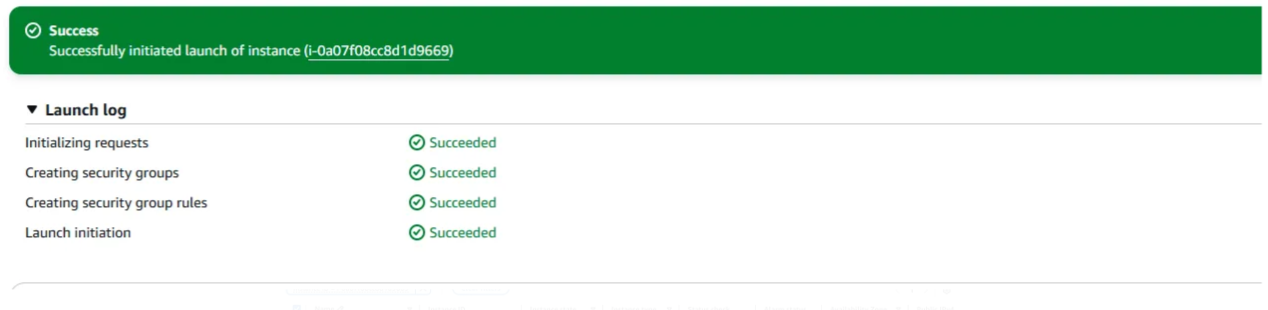 Success
Successfully initiated launch of instance (i-0a07f08cc8d1d9669)
Launch log
Initializing requests Succeeded
Creating security groups Succeeded
Creating security group rules Succeeded
Launch initiation Succeeded